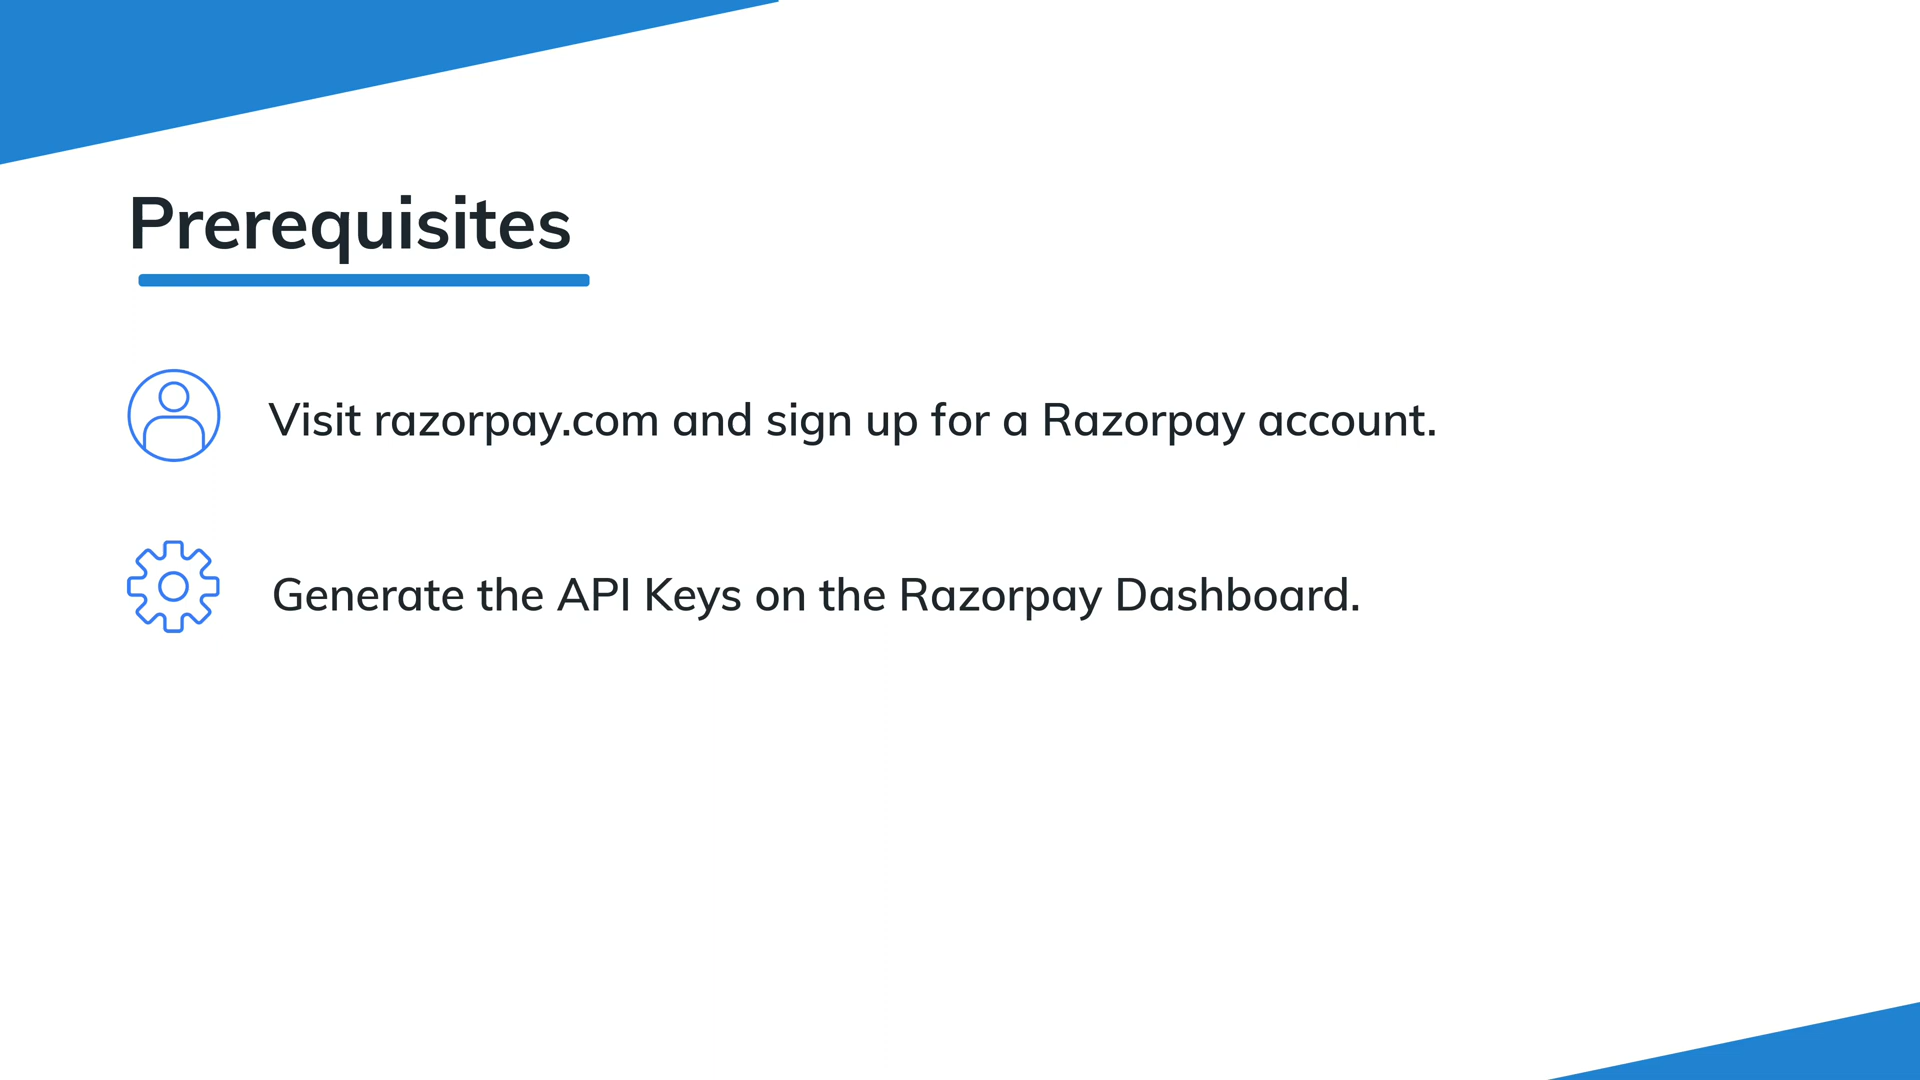 Prerequisites
Visit razorpay.com and sign up for a Razorpay account.
Generate the API Keys on the Razorpay Dashboard.